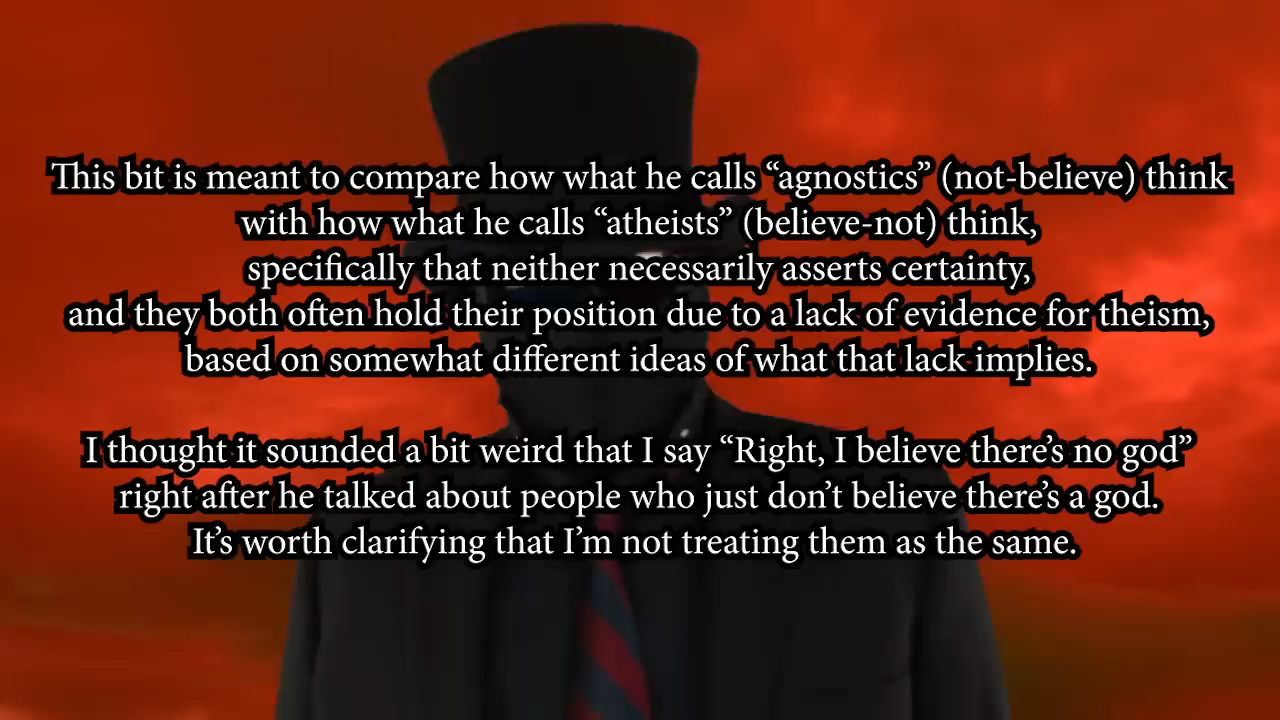 This bit is meant to compare how what he calls “agnostics” (not-believe) think
with how what he calls “atheists” (believe-not) think,
specifically that neither necessarily asserts certainty,
and they both often hold their position due to a lack of evidence for theism,
based on somewhat different ideas of what that lack implies.
I thought it sounded a bit weird that I say “Right, I believe there’s no god”
right after he talked about people who just don’t believe there’s a god.
It’s worth clarifying that I’m not treating them as the same.